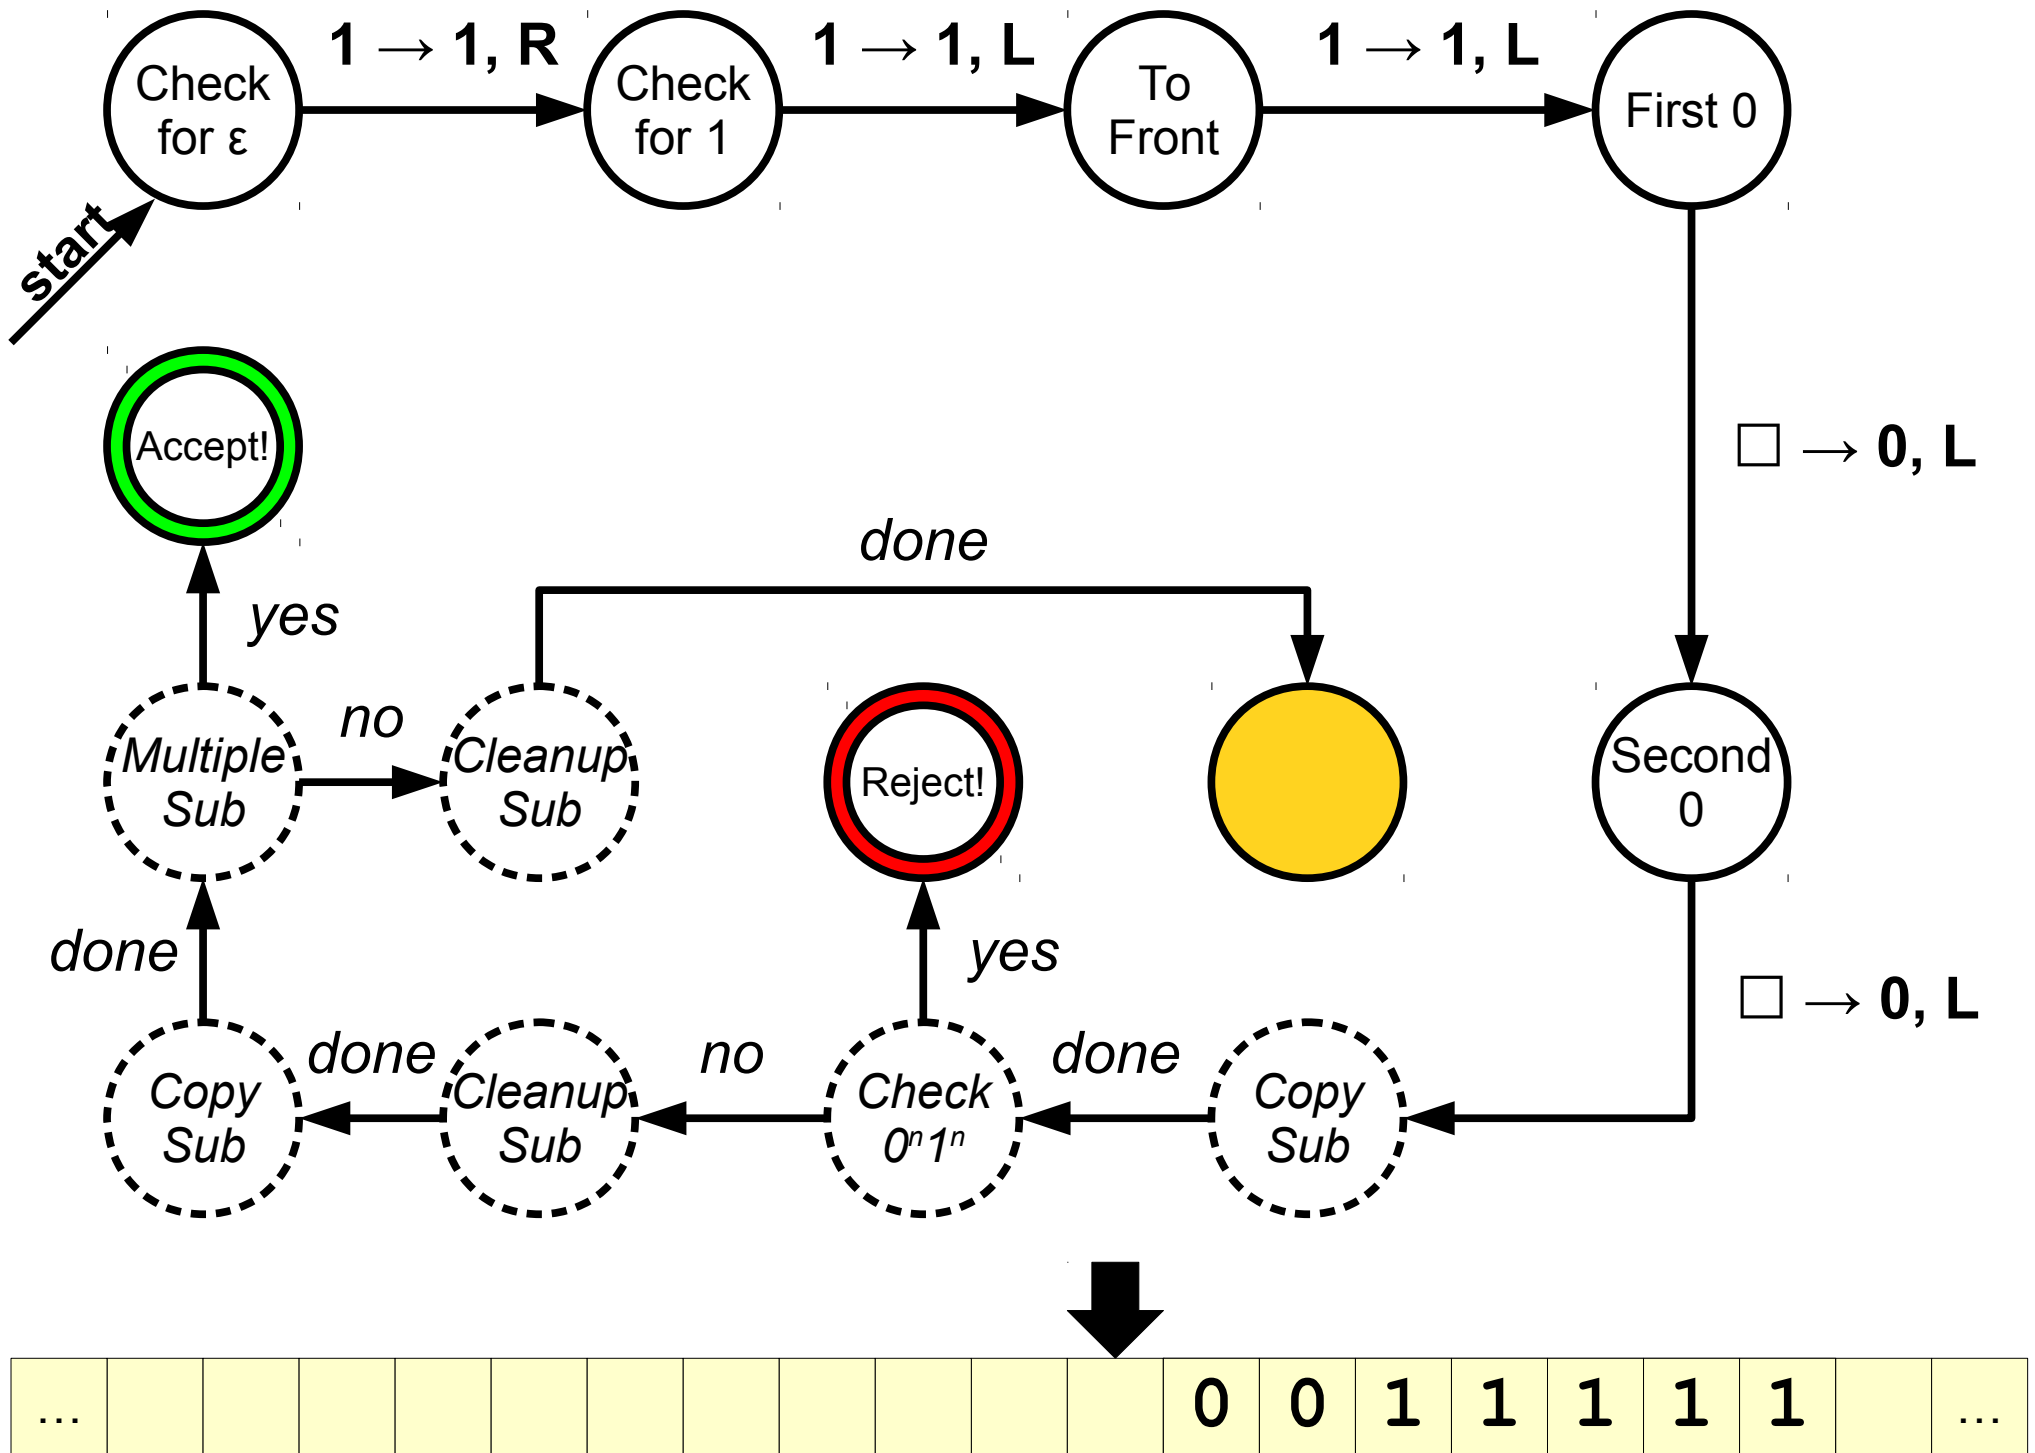 1 → 1, R
1 → 1, L
1 → 1, L
Check
for ε
Check
for 1
To
Front
First 0
start
□ → 0, L
Accept!
done
yes
no
Multiple
Sub
Cleanup
Sub
Reject!
Second
0
done
yes
□ → 0, L
done
no
done
Copy
Sub
Cleanup
Sub
Check
0ⁿ1ⁿ
Copy
Sub
… 0 0 1 1 1 1 1 …